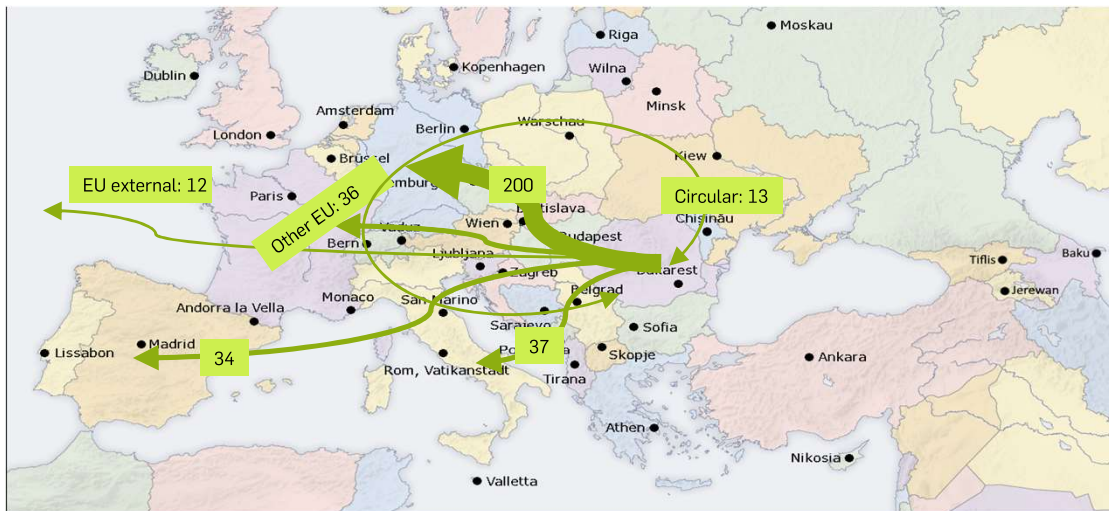 Moskau
Riga
Kopenhagen
Dublin
Wilna
Minsk
Amsterdam
London
Berlin
Warschau
Brüssel
Kiew
EU external: 12
200
Circular: 13
Paris
Other EU: 36
Chișinău
Wien
Vaduz
Budapest
Bern
Ljubljana
Tiflis
Baku
Zagreb
Bukarest
Belgrad
Jerewan
Andorra la Vella
Monaco
San Marino
Sarajevo
Sofia
Lissabon
Madrid
34
37
Skopje
Ankara
Rom, Vatikanstadt
Tirana
Athen
Nikosia
Valletta